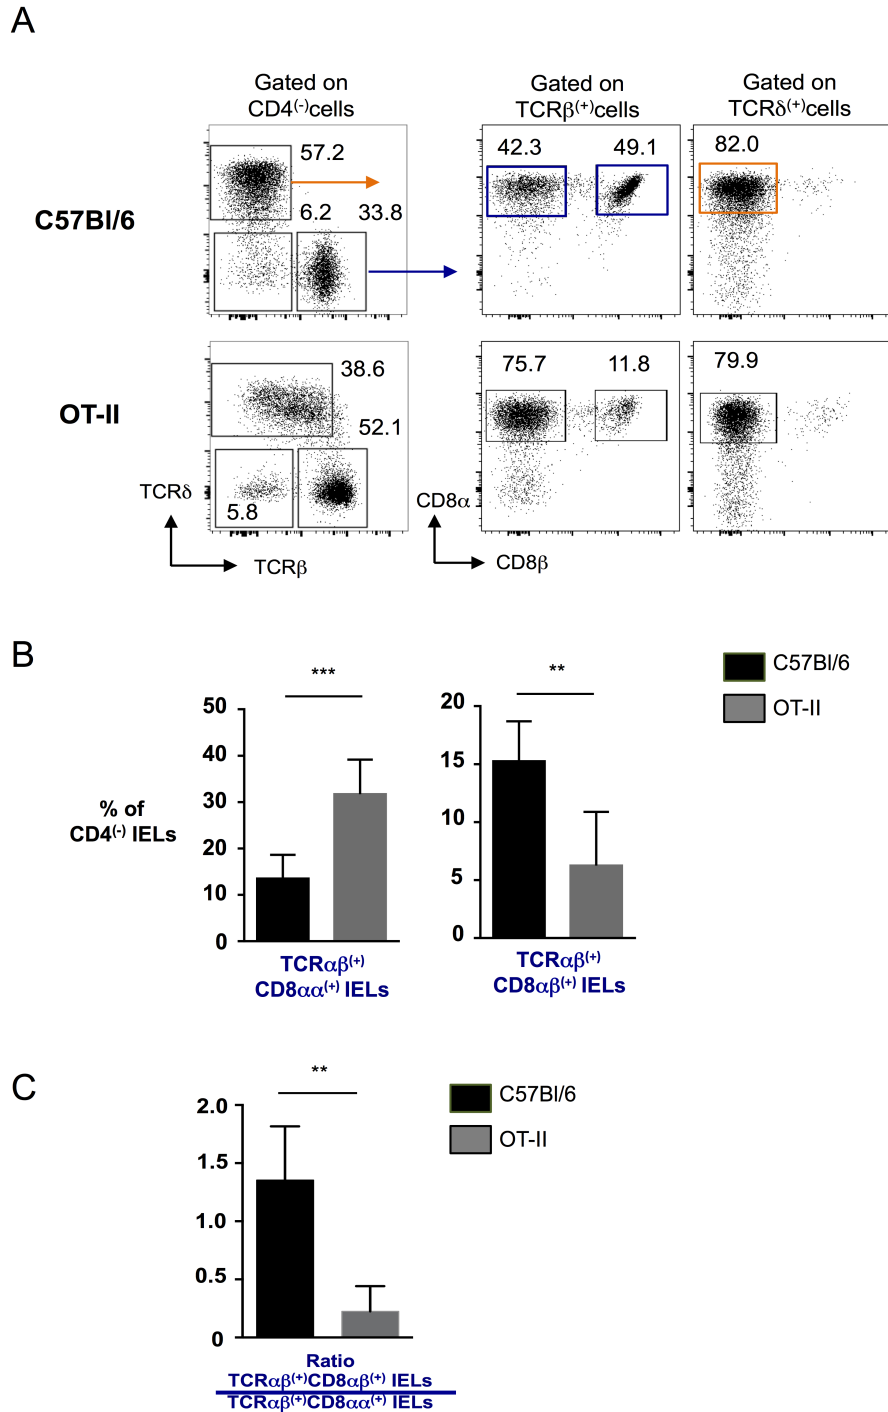 A
Gated on
CD4(-)cells
Gated on
TCRβ(+)cells
Gated on
TCRδ(+)cells
C57Bl/6
57.2
6.2
33.8
42.3
49.1
82.0
OT-II
38.6
52.1
5.8
75.7
11.8
79.9
TCRδ
TCRβ
CD8α
CD8β
B
C57Bl/6
OT-II
% of
CD4(-) IELs
***
50
40
30
20
10
0
TCRαβ(+)
CD8αα(+) IELs
**
20
15
10
5
0
TCRαβ(+)
CD8αβ(+) IELs
C
C57Bl/6
OT-II
**
2.0
1.5
1.0
0.5
0
Ratio
TCRαβ(+)CD8αβ(+) IELs
TCRαβ(+)CD8αα(+) IELs